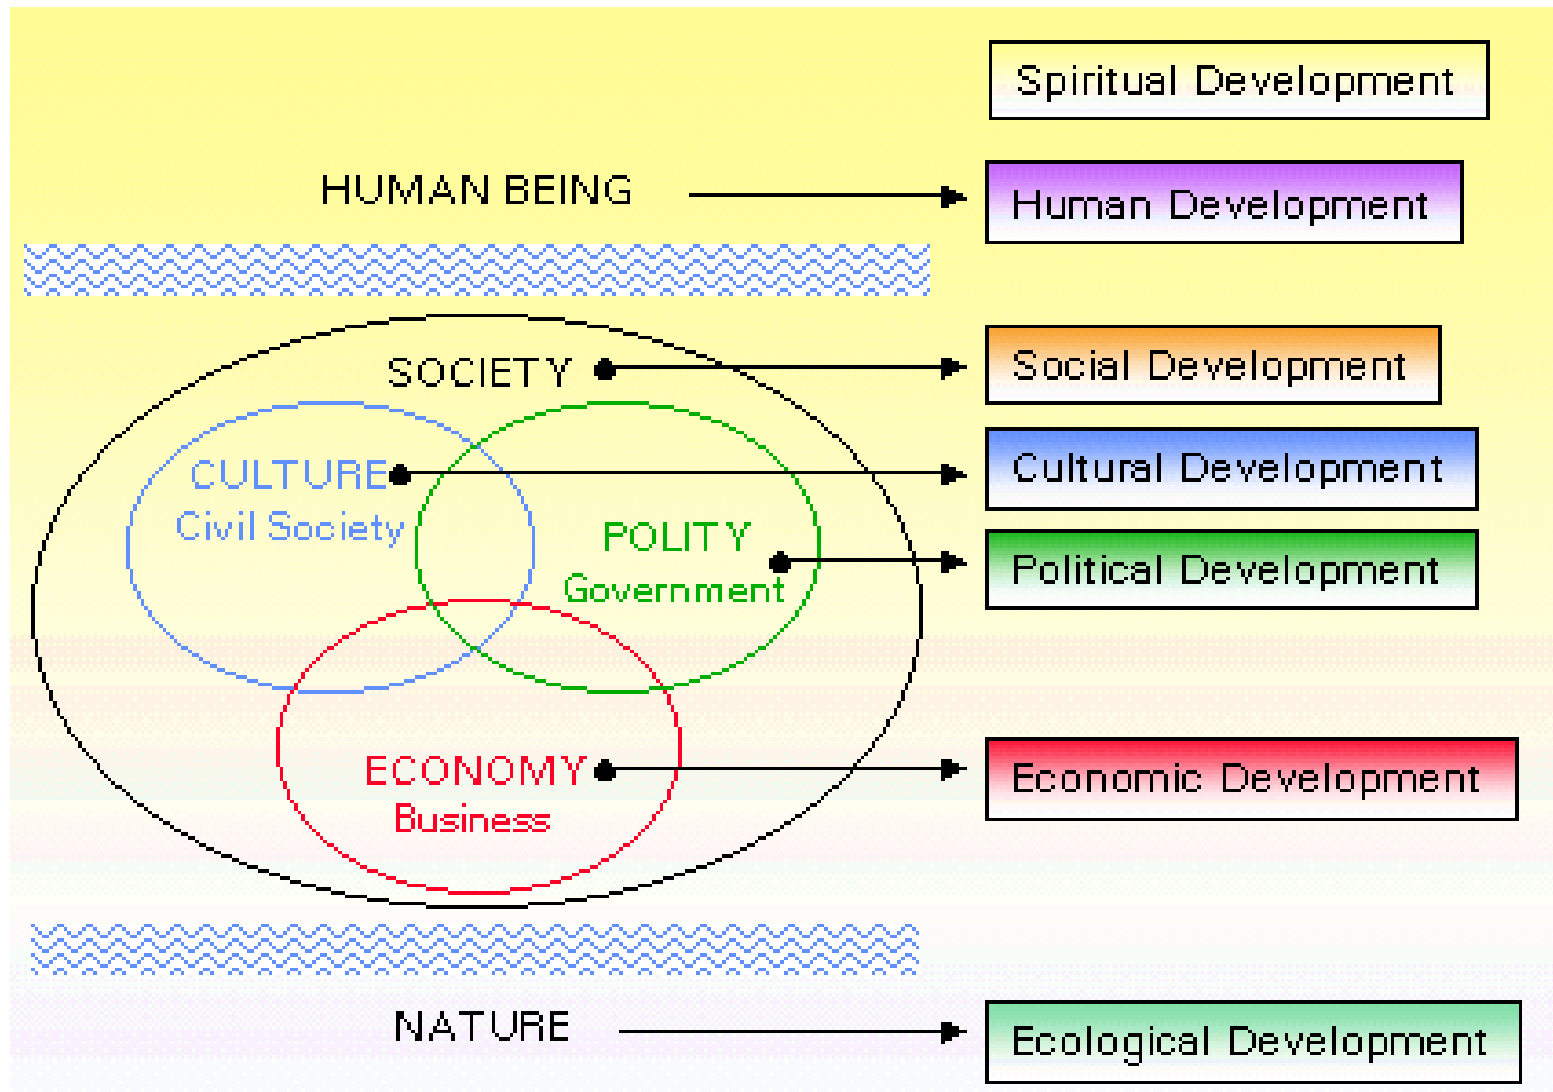 Spiritual Development
HUMAN BEING
Human Development
SOCIETY
Social Development
CULTURE
Civil Society
Cultural Development
POLITY
Government
Political Development
ECONOMY
Business
Economic Development
NATURE
Ecological Development